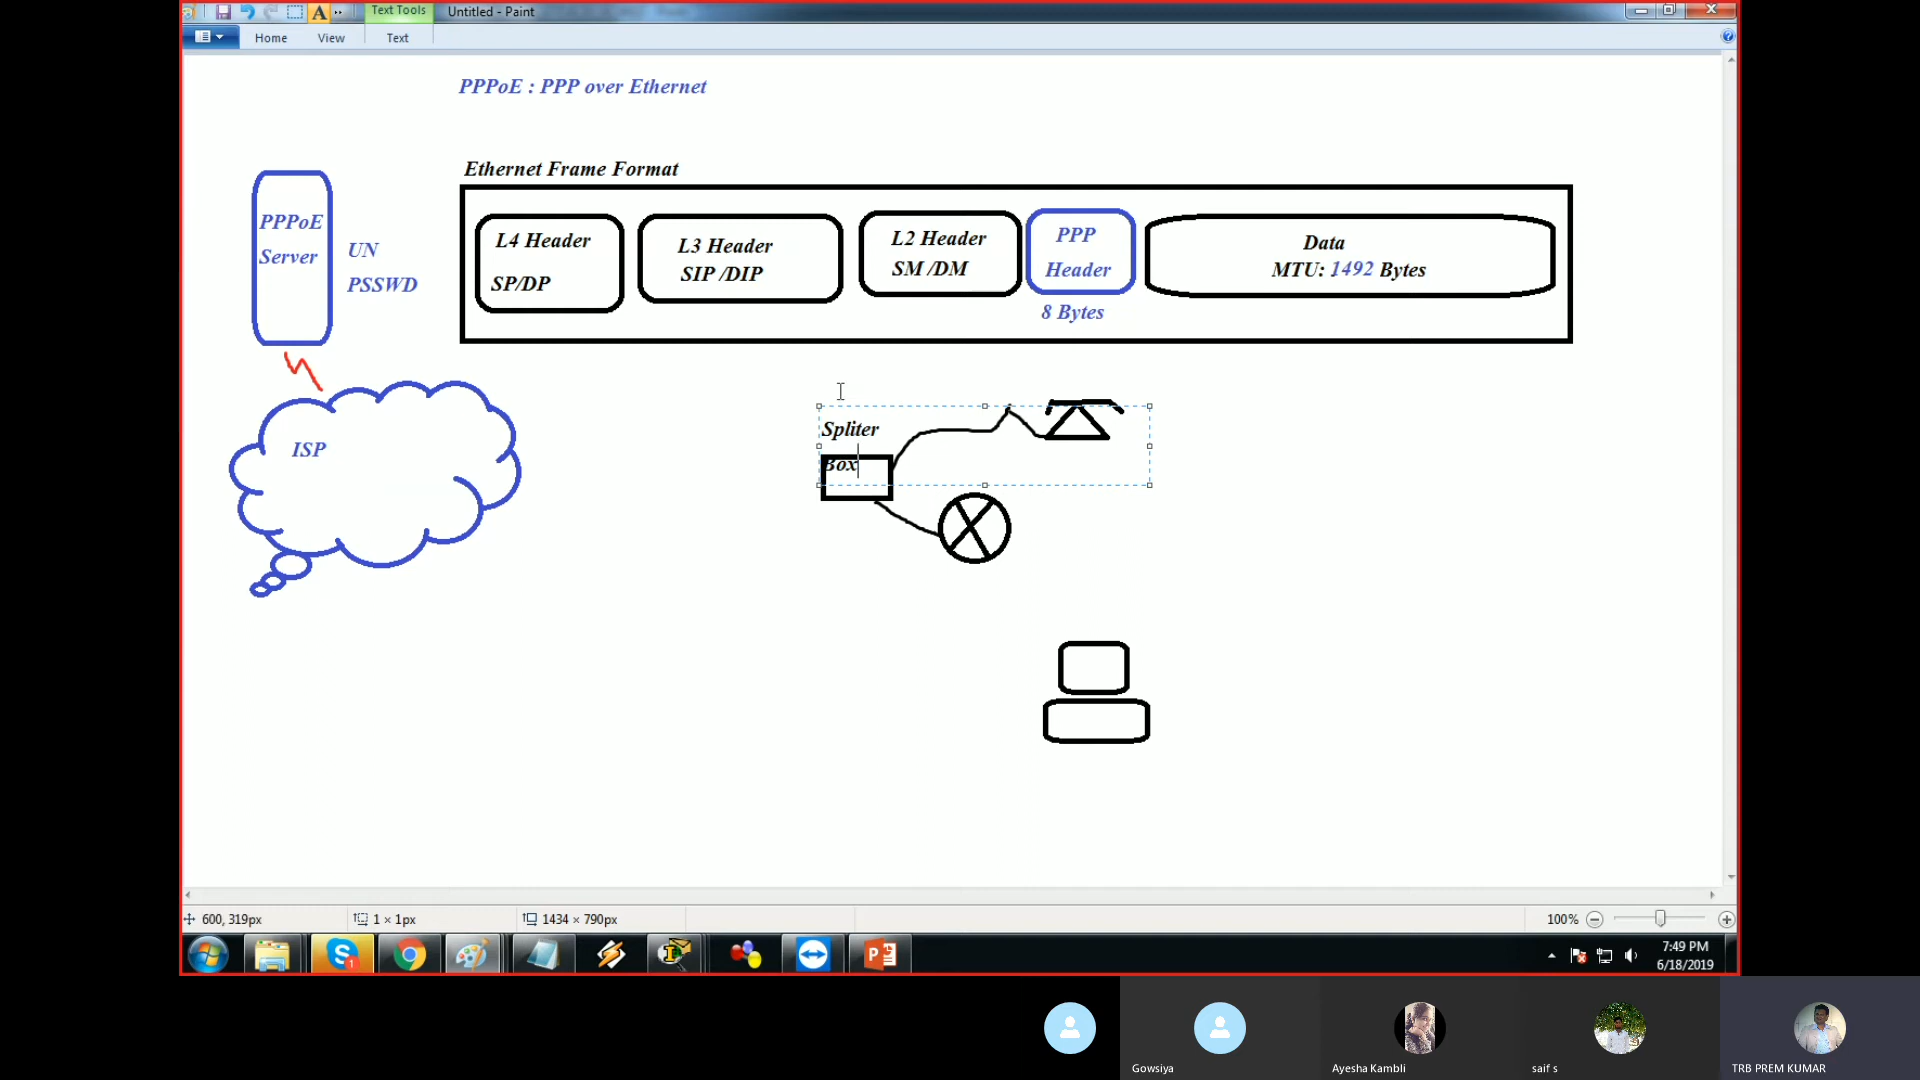 Text Tools
Untitled - Paint
Home
View
Text
PPPoE : PPP over Ethernet
Ethernet Frame Format
PPPoE
Server
UN
PSSWD
L4 Header
SP/DP
L3 Header
SIP /DIP
L2 Header
SM /DM
PPP
Header
8 Bytes
Data
MTU: 1492 Bytes
ISP
Spliter
Box
600, 319px
1 × 1px
1434 × 790px
100%
7:49 PM
6/18/2019
Gowsiya
Ayesha Kambli
saif s
TRB PREM KUMAR